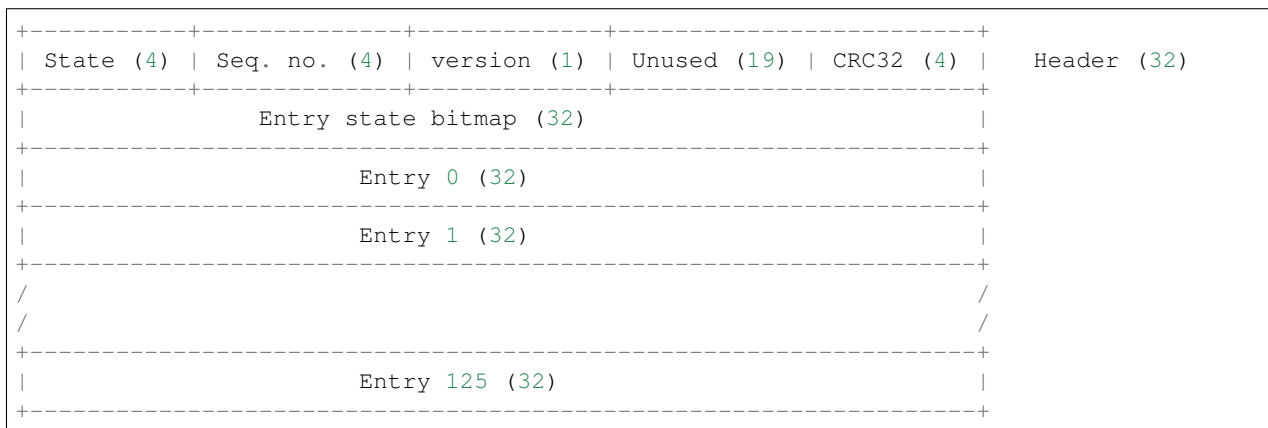 +-----------+--------------+-------------+-------------------------+
| State (4) | Seq. no. (4) | version (1) | Unused (19) | CRC32 (4) |   Header (32)
+-----------+--------------+-------------+-------------------------+
|                Entry state bitmap (32)                           |
+------------------------------------------------------------------+
|                       Entry 0 (32)                               |
+------------------------------------------------------------------+
|                       Entry 1 (32)                               |
+------------------------------------------------------------------+
/                                                                  /
/                                                                  /
+------------------------------------------------------------------+
|                       Entry 125 (32)                             |
+------------------------------------------------------------------+